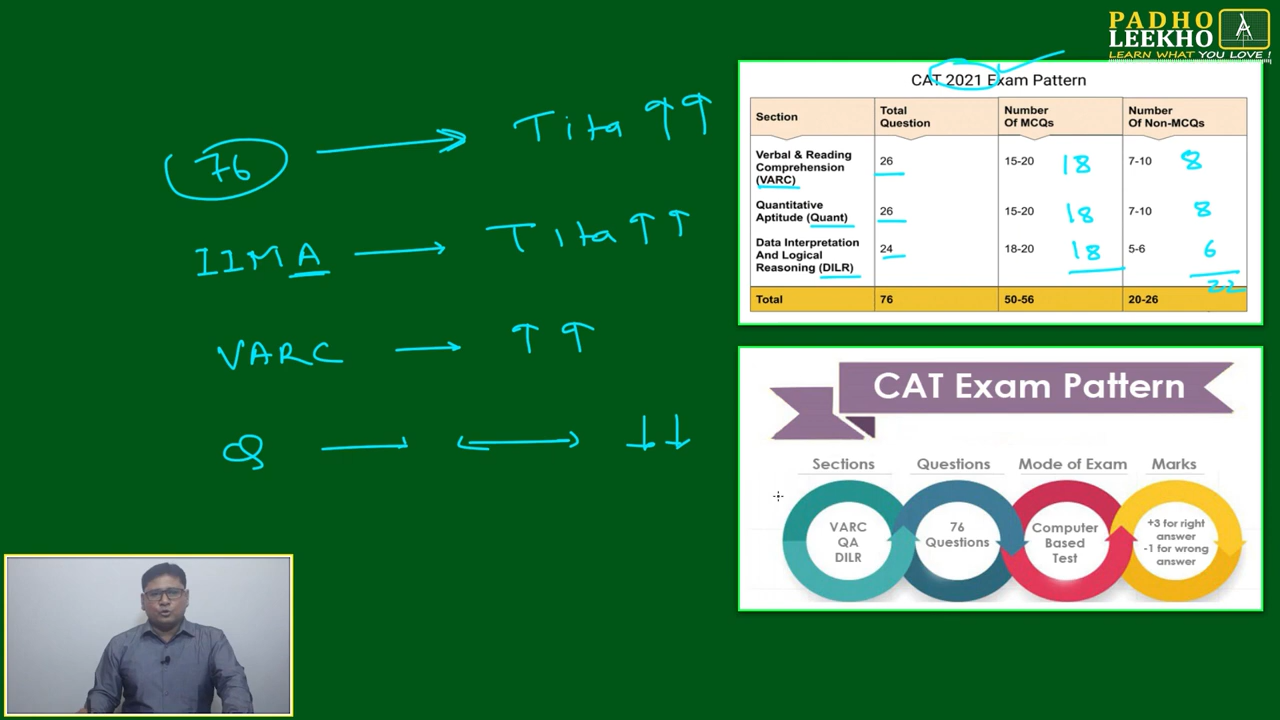 PADHO
LEEKHO
LEARN WHAT YOU LOVE !
76 → Tita ↑↑
IIMA → Tita ↑↑
VARC → ↑ ↑
Q — ↔ ↓↓
CAT 2021 Exam Pattern
Section Total Question Number Of MCQs Number Of Non-MCQs
Verbal & Reading Comprehension (VARC) 26 15-20 18 7-10 8
Quantitative Aptitude (Quant) 26 15-20 18 7-10 8
Data Interpretation And Logical Reasoning (DILR) 24 18-20 18 5-6 6
22
Total 76 50-56 20-26
CAT Exam Pattern
Sections Questions Mode of Exam Marks
VARC QA DILR
76 Questions
Computer Based Test
+3 for right answer -1 for wrong answer